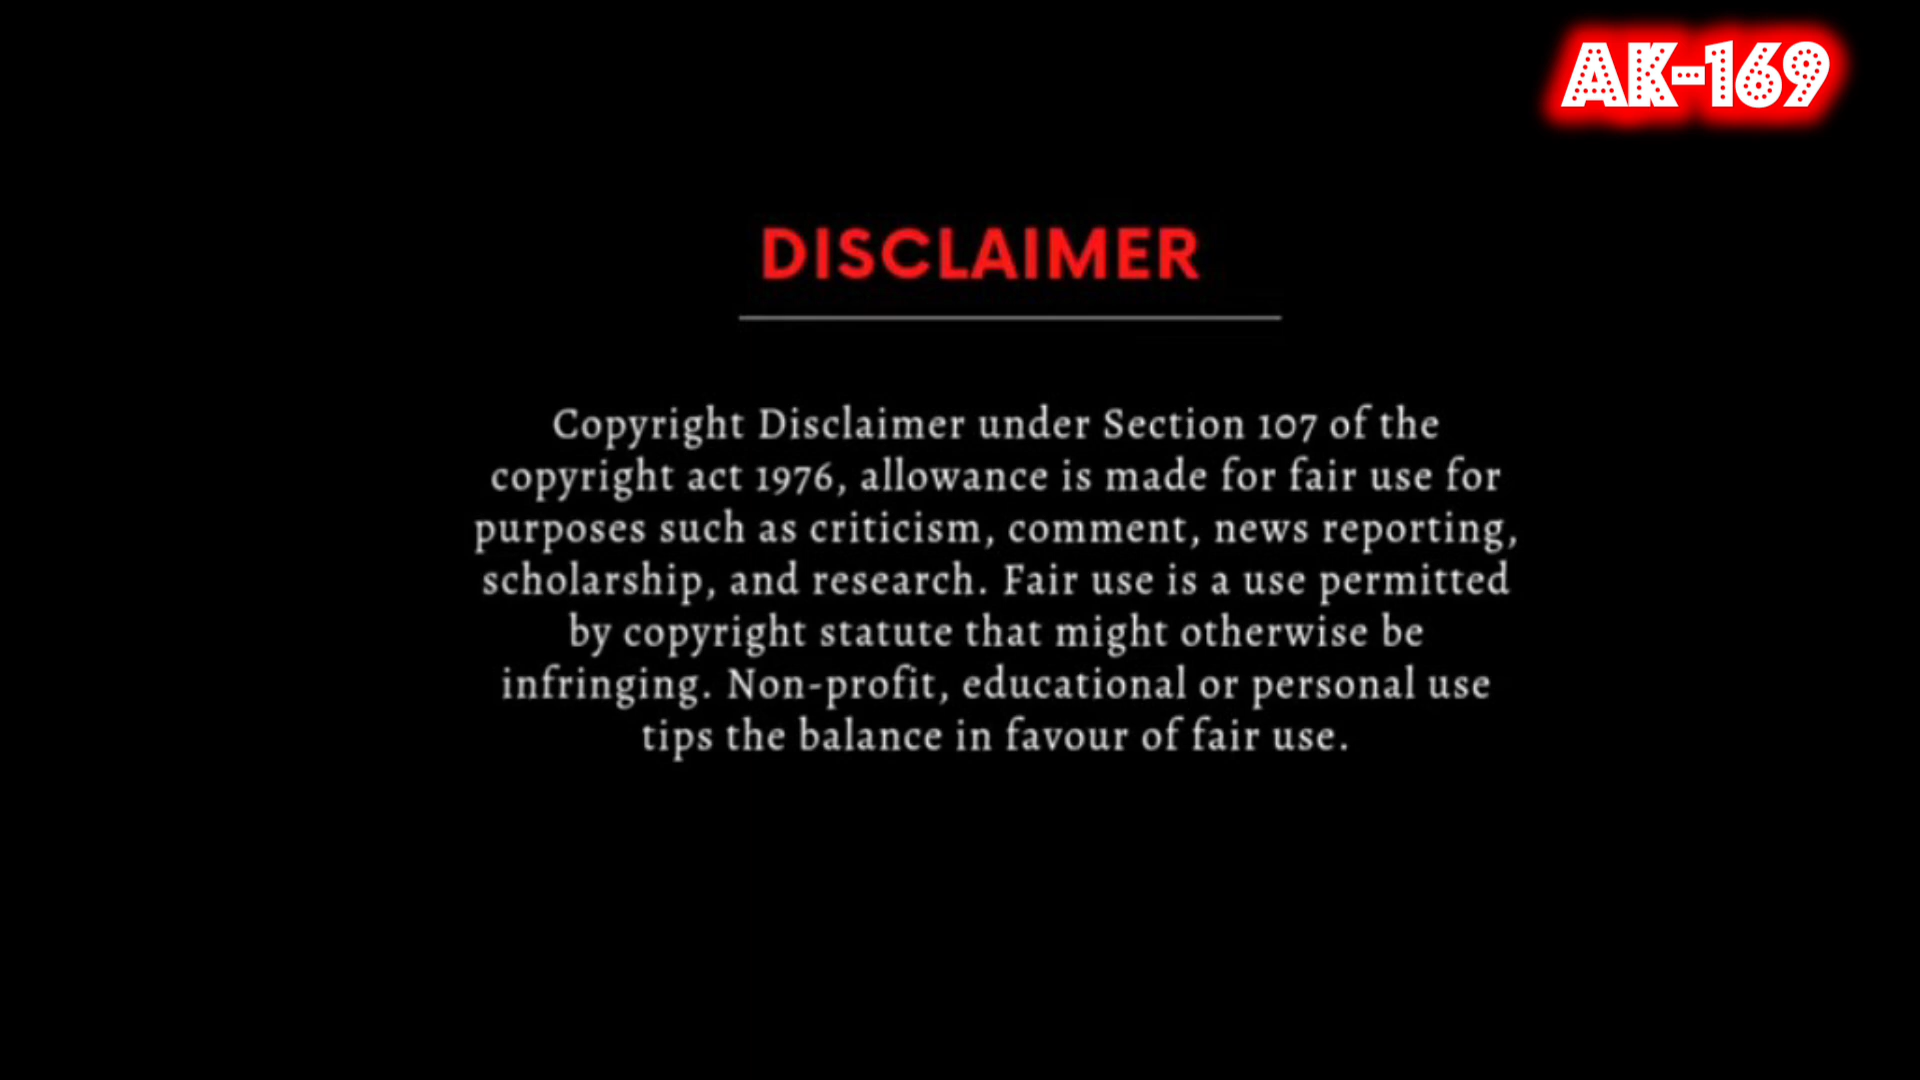 AK-169
DISCLAIMER
Copyright Disclaimer under Section 107 of the
copyright act 1976, allowance is made for fair use for
purposes such as criticism, comment, news reporting,
scholarship, and research. Fair use is a use permitted
by copyright statute that might otherwise be
infringing. Non-profit, educational or personal use
tips the balance in favour of fair use.